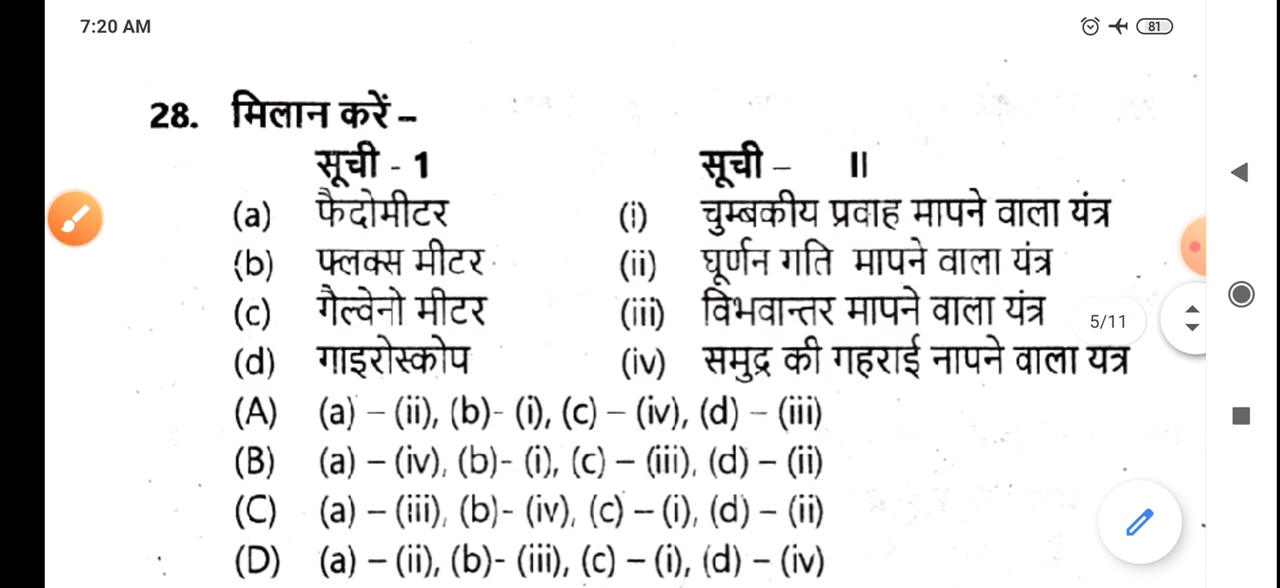 7:20 AM
81
28. मिलान करें –
सूची - 1 सूची – II
(a) फैदोमीटर (i) चुम्बकीय प्रवाह मापने वाला यंत्र
(b) फ्लक्स मीटर (ii) घूर्णन गति मापने वाला यंत्र
(c) गैल्वेनो मीटर (iii) विभवान्तर मापने वाला यंत्र
5/11
(d) गाइरोस्कोप (iv) समुद्र की गहराई नापने वाला यत्र
(A) (a) – (ii), (b)- (i), (c) – (iv), (d) – (iii)
(B) (a) – (iv), (b)- (i), (c) – (iii), (d) – (ii)
(C) (a) – (iii), (b)- (iv), (c) – (i), (d) – (ii)
(D) (a) – (ii), (b)- (iii), (c) – (i), (d) – (iv)